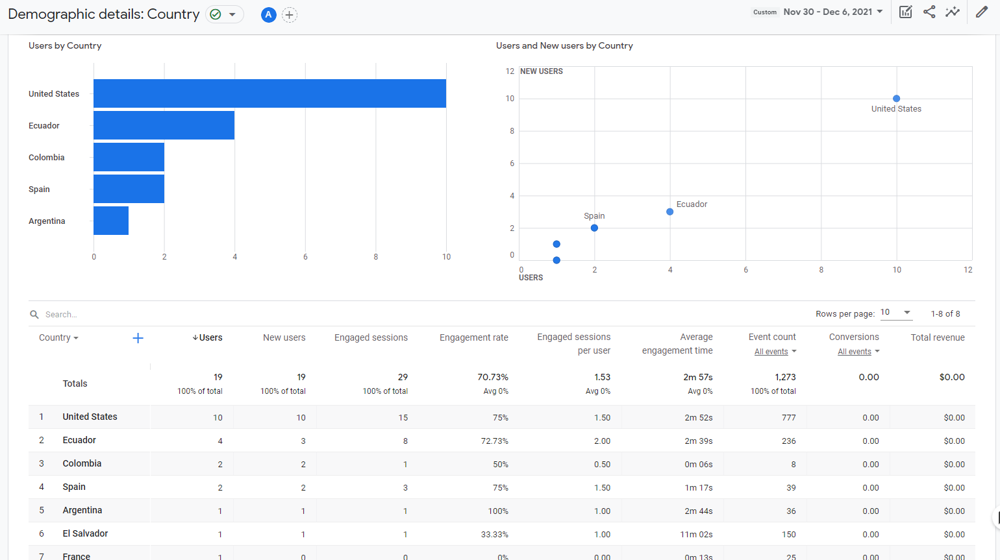 Demographic details: Country
A
Custom Nov 30 - Dec 6, 2021
Users by Country
United States
Ecuador
Colombia
Spain
Argentina
0 2 4 6 8 10
Users and New users by Country
12 NEW USERS
10
United States
8
6
4
Ecuador
Spain
2
0
0 2 4 6 8 10 12
USERS
Search...
Rows per page: 10 1-8 of 8
Country Users New users Engaged sessions Engagement rate Engaged sessions per user Average engagement time Event count All events Conversions All events Total revenue
Totals 19 19 29 70.73% 1.53 2m 57s 1,273 0.00 $0.00
100% of total 100% of total 100% of total Avg 0% Avg 0% Avg 0% 100% of total
1 United States 10 10 15 75% 1.50 2m 52s 777 0.00 $0.00
2 Ecuador 4 3 8 72.73% 2.00 2m 39s 236 0.00 $0.00
3 Colombia 2 2 1 50% 0.50 0m 06s 8 0.00 $0.00
4 Spain 2 2 3 75% 1.50 1m 17s 39 0.00 $0.00
5 Argentina 1 1 1 100% 1.00 2m 44s 36 0.00 $0.00
6 El Salvador 1 1 1 33.33% 1.00 11m 02s 150 0.00 $0.00
7 France 1 0 0 0% 0.00 0m 13s 25 0.00 $0.00